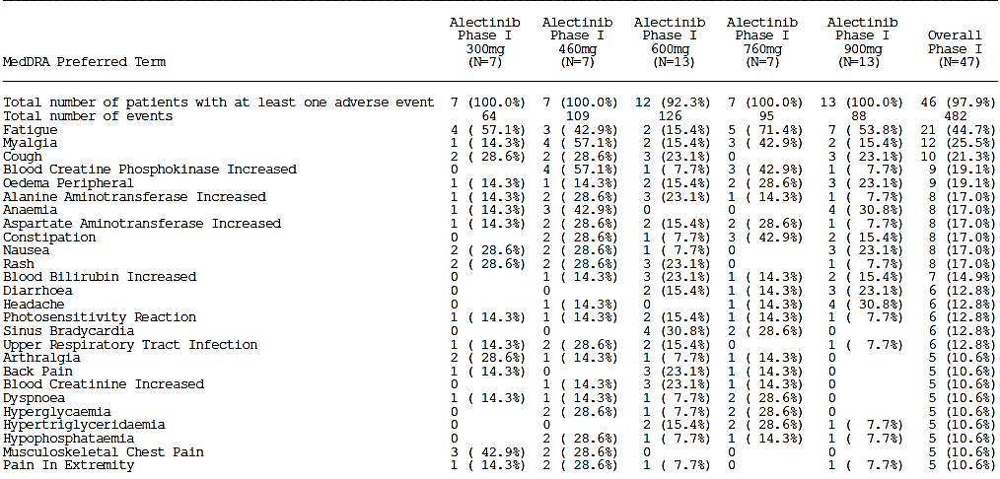 Alectinib Alectinib Alectinib Alectinib Alectinib
Phase I Phase I Phase I Phase I Phase I Overall
300mg 460mg 600mg 760mg 900mg Phase I
MedDRA Preferred Term (N=7) (N=7) (N=13) (N=7) (N=13) (N=47)
Total number of patients with at least one adverse event 7 (100.0%) 7 (100.0%) 12 (92.3%) 7 (100.0%) 13 (100.0%) 46 (97.9%)
Total number of events 64 109 126 95 88 482
Fatigue 4 ( 57.1%) 3 ( 42.9%) 2 (15.4%) 5 ( 71.4%) 7 ( 53.8%) 21 (44.7%)
Myalgia 1 ( 14.3%) 4 ( 57.1%) 2 (15.4%) 3 ( 42.9%) 2 ( 15.4%) 12 (25.5%)
Cough 2 ( 28.6%) 2 ( 28.6%) 3 (23.1%) 0 3 ( 23.1%) 10 (21.3%)
Blood Creatine Phosphokinase Increased 0 4 ( 57.1%) 1 ( 7.7%) 3 ( 42.9%) 1 ( 7.7%) 9 (19.1%)
Oedema Peripheral 1 ( 14.3%) 1 ( 14.3%) 2 (15.4%) 2 ( 28.6%) 3 ( 23.1%) 9 (19.1%)
Alanine Aminotransferase Increased 1 ( 14.3%) 2 ( 28.6%) 3 (23.1%) 1 ( 14.3%) 1 ( 7.7%) 8 (17.0%)
Anaemia 1 ( 14.3%) 3 ( 42.9%) 0 0 4 ( 30.8%) 8 (17.0%)
Aspartate Aminotransferase Increased 1 ( 14.3%) 2 ( 28.6%) 2 (15.4%) 2 ( 28.6%) 1 ( 7.7%) 8 (17.0%)
Constipation 0 2 ( 28.6%) 1 ( 7.7%) 3 ( 42.9%) 2 ( 15.4%) 8 (17.0%)
Nausea 2 ( 28.6%) 2 ( 28.6%) 1 ( 7.7%) 0 3 ( 23.1%) 8 (17.0%)
Rash 2 ( 28.6%) 2 ( 28.6%) 3 (23.1%) 0 1 ( 7.7%) 8 (17.0%)
Blood Bilirubin Increased 0 1 ( 14.3%) 3 (23.1%) 1 ( 14.3%) 2 ( 15.4%) 7 (14.9%)
Diarrhoea 0 0 2 (15.4%) 1 ( 14.3%) 3 ( 23.1%) 6 (12.8%)
Headache 0 1 ( 14.3%) 0 1 ( 14.3%) 4 ( 30.8%) 6 (12.8%)
Photosensitivity Reaction 1 ( 14.3%) 1 ( 14.3%) 2 (15.4%) 1 ( 14.3%) 1 ( 7.7%) 6 (12.8%)
Sinus Bradycardia 0 0 4 (30.8%) 2 ( 28.6%) 0 6 (12.8%)
Upper Respiratory Tract Infection 1 ( 14.3%) 2 ( 28.6%) 2 (15.4%) 0 1 ( 7.7%) 6 (12.8%)
Arthralgia 2 ( 28.6%) 1 ( 14.3%) 1 ( 7.7%) 1 ( 14.3%) 0 5 (10.6%)
Back Pain 1 ( 14.3%) 0 3 (23.1%) 1 ( 14.3%) 0 5 (10.6%)
Blood Creatinine Increased 0 1 ( 14.3%) 3 (23.1%) 1 ( 14.3%) 0 5 (10.6%)
Dyspnoea 1 ( 14.3%) 1 ( 14.3%) 1 ( 7.7%) 2 ( 28.6%) 0 5 (10.6%)
Hyperglycaemia 0 2 ( 28.6%) 1 ( 7.7%) 2 ( 28.6%) 0 5 (10.6%)
Hypertriglyceridaemia 0 0 2 (15.4%) 2 ( 28.6%) 1 ( 7.7%) 5 (10.6%)
Hypophosphataemia 0 2 ( 28.6%) 1 ( 7.7%) 1 ( 14.3%) 1 ( 7.7%) 5 (10.6%)
Musculoskeletal Chest Pain 3 ( 42.9%) 2 ( 28.6%) 0 0 0 5 (10.6%)
Pain In Extremity 1 ( 14.3%) 2 ( 28.6%) 1 ( 7.7%) 0 1 ( 7.7%) 5 (10.6%)